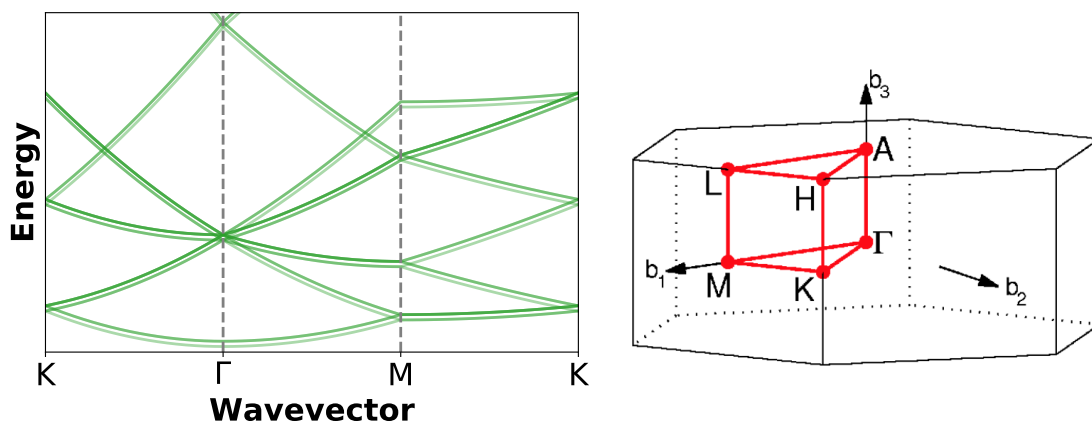 Energy
K Γ M K
Wavevector
b3
A
L
H
Γ
b1
M
K
b2